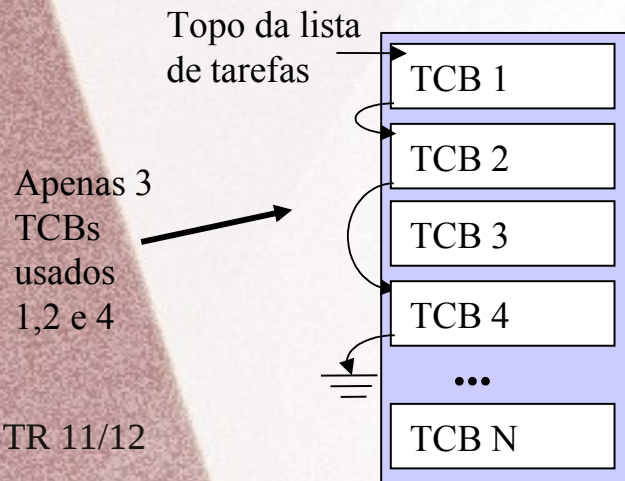 Topo da lista
de tarefas
Apenas 3
TCBs
usados
1,2 e 4
TCB 1
TCB 2
TCB 3
TCB 4
...
TCB N
TR 11/12